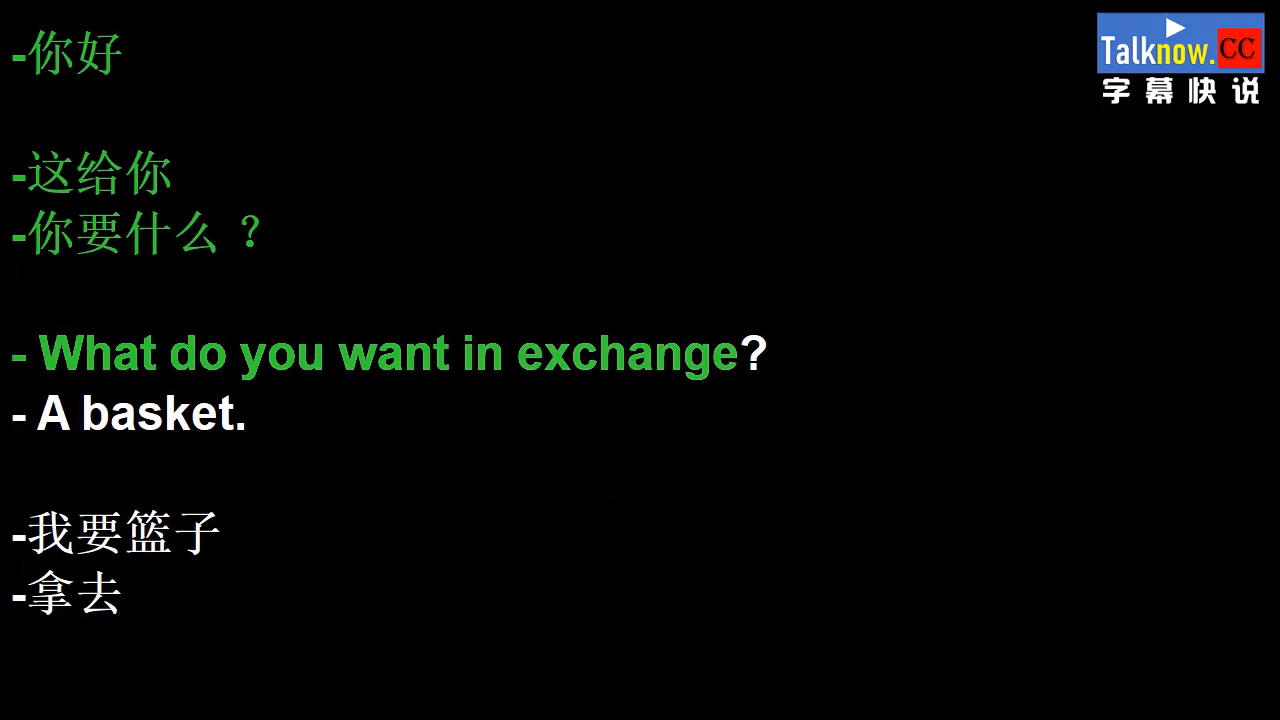 -你好
-这给你
-你要什么？
- What do you want in exchange?
- A basket.
-我要篮子
-拿去
Talknow.CC
字幕快说